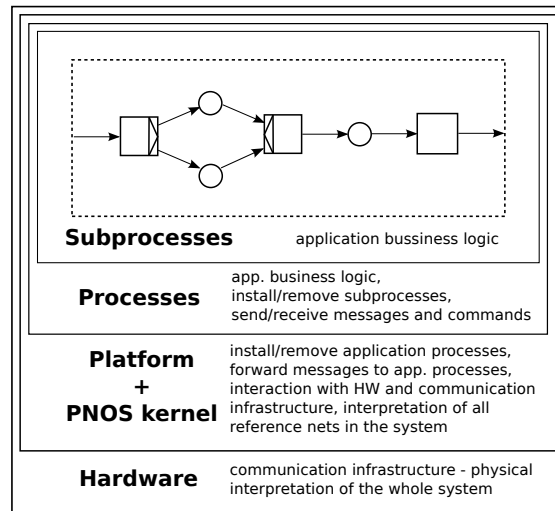 Subprocesses
application bussiness logic
Processes
app. business logic,
install/remove subprocesses,
send/receive messages and commands
Platform
+
PNOS kernel
install/remove application processes,
forward messages to app. processes,
interaction with HW and communication
infrastructure, interpretation of all
reference nets in the system
Hardware
communication infrastructure - physical
interpretation of the whole system